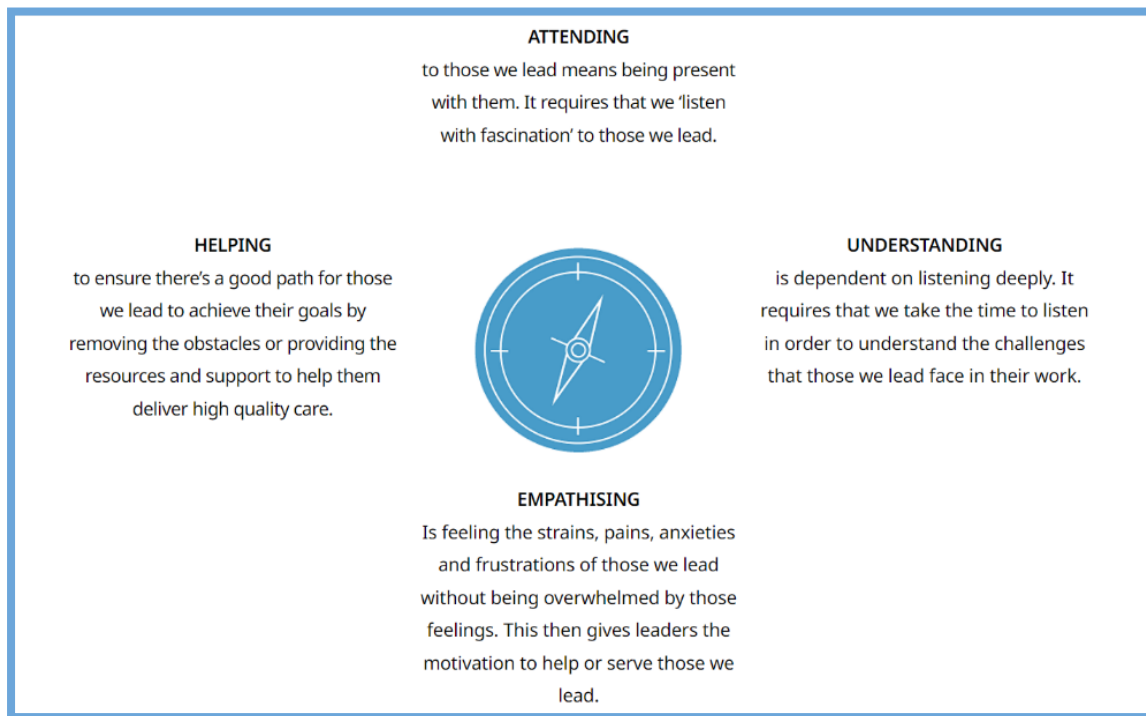 ATTENDING
to those we lead means being present
with them. It requires that we ‘listen
with fascination’ to those we lead.
HELPING
to ensure there’s a good path for those
we lead to achieve their goals by
removing the obstacles or providing the
resources and support to help them
deliver high quality care.
UNDERSTANDING
is dependent on listening deeply. It
requires that we take the time to listen
in order to understand the challenges
that those we lead face in their work.
EMPATHISING
Is feeling the strains, pains, anxieties
and frustrations of those we lead
without being overwhelmed by those
feelings. This then gives leaders the
motivation to help or serve those we
lead.